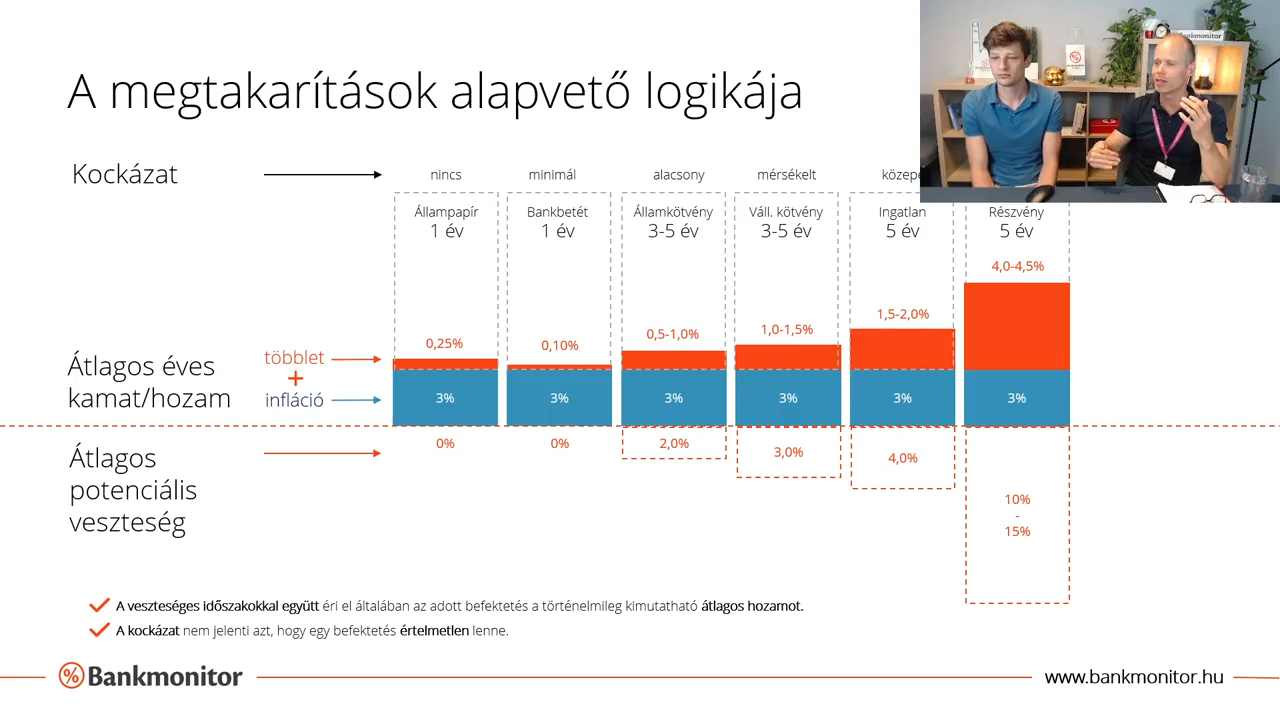 A megtakarítások alapvető logikája
Bankmonitor
Kockázat
nincs
minimál
alacsony
mérsékelt
Állampapír
1 év
Bankbetét
1 év
Államkötvény
3-5 év
Váll. kötvény
3-5 év
Ingatlan
5 év
Részvény
5 év
0,25%
0,10%
0,5-1,0%
1,0-1,5%
1,5-2,0%
4,0-4,5%
Átlagos éves
kamat/hozam
többlet
+
infláció
3%
3%
3%
3%
3%
3%
Átlagos
potenciális
veszteség
0%
0%
2,0%
3,0%
4,0%
10%
-
15%
A veszteséges időszakokkal együtt éri el általában az adott befektetés a történelmileg kimutatható átlagos hozamot.
A kockázat nem jelenti azt, hogy egy befektetés értelmetlen lenne.
% Bankmonitor
www.bankmonitor.hu